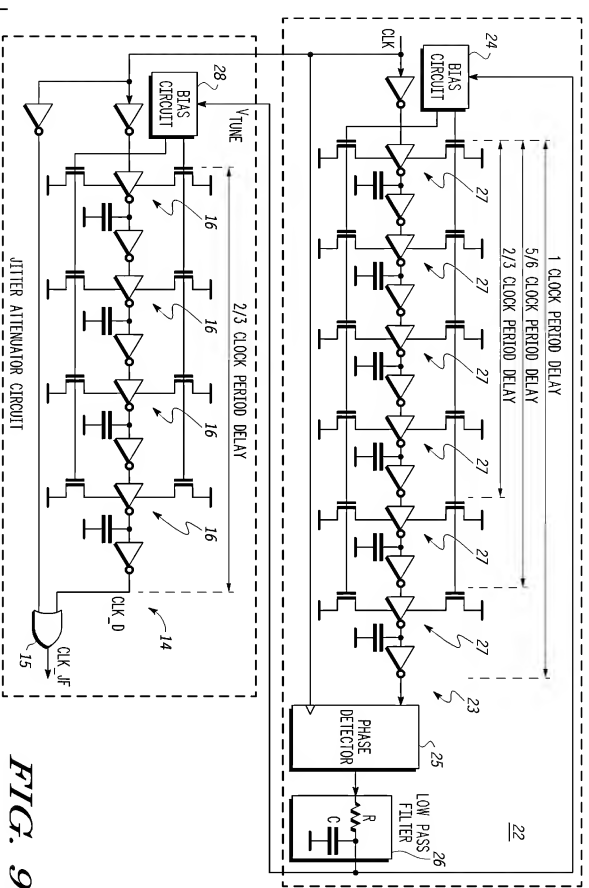 24
BIAS
CIRCUIT
CLK
1 CLOCK PERIOD DELAY
5/6 CLOCK PERIOD DELAY
2/3 CLOCK PERIOD DELAY
27
27
27
27
27
27
23
PHASE
DETECTOR
25
22
LOW PASS
FILTER
26
R
C
28
BIAS
CIRCUIT
VTUNE
2/3 CLOCK PERIOD DELAY
16
16
16
16
14
CLK_D
CLK_JF
15
JITTER ATTENUATOR CIRCUIT
FIG. 9